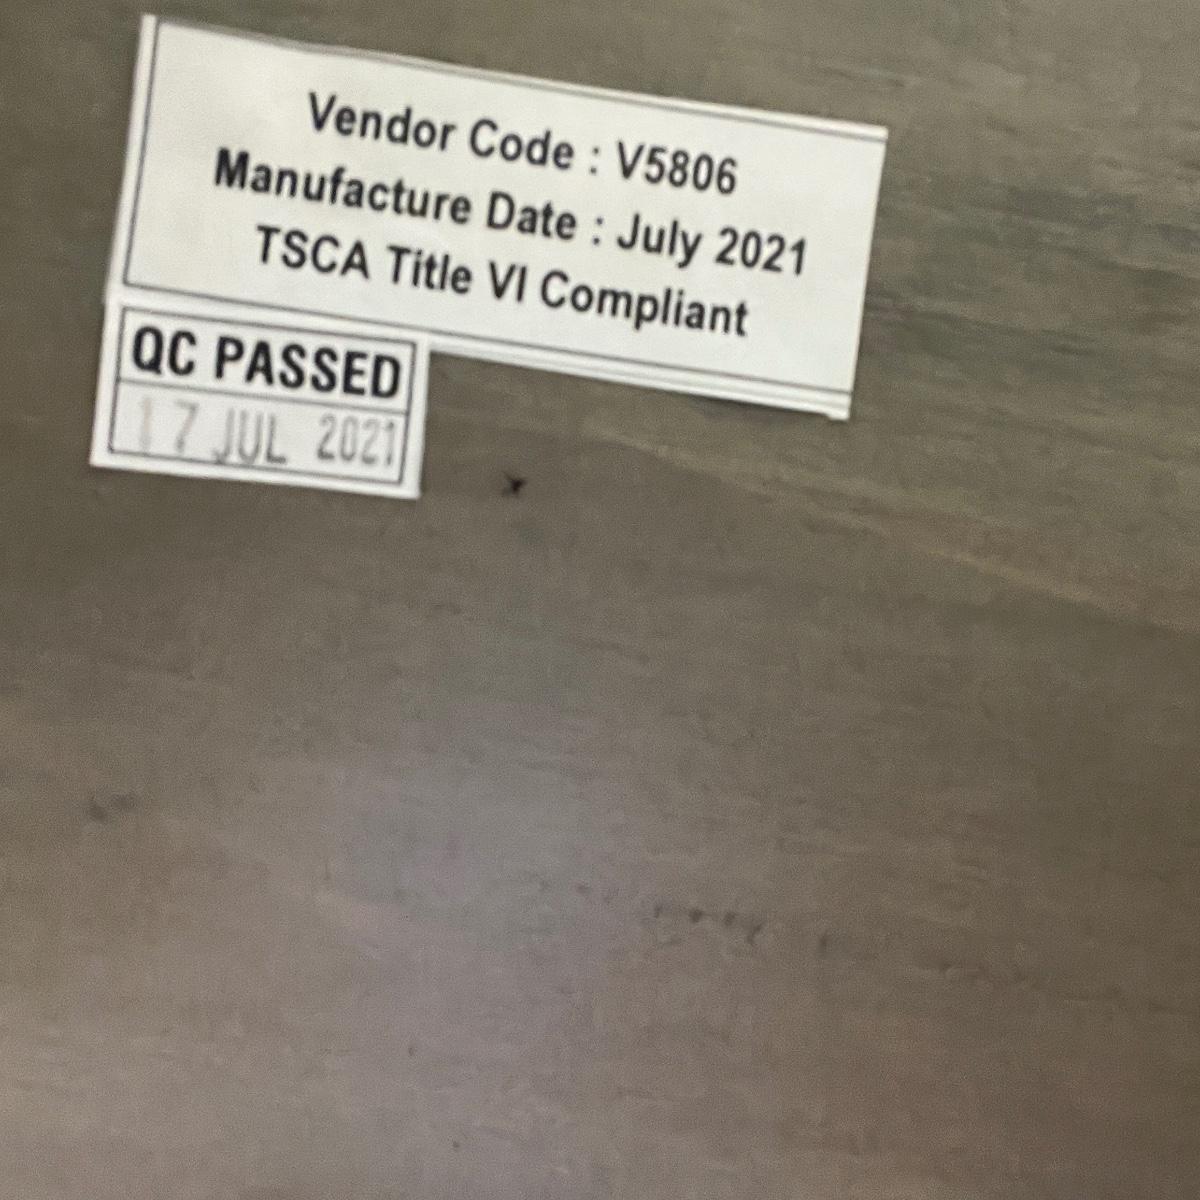 Vendor Code : V5806
Manufacture Date : July 2021
TSCA Title VI Compliant
QC PASSED
17 JUL 2021